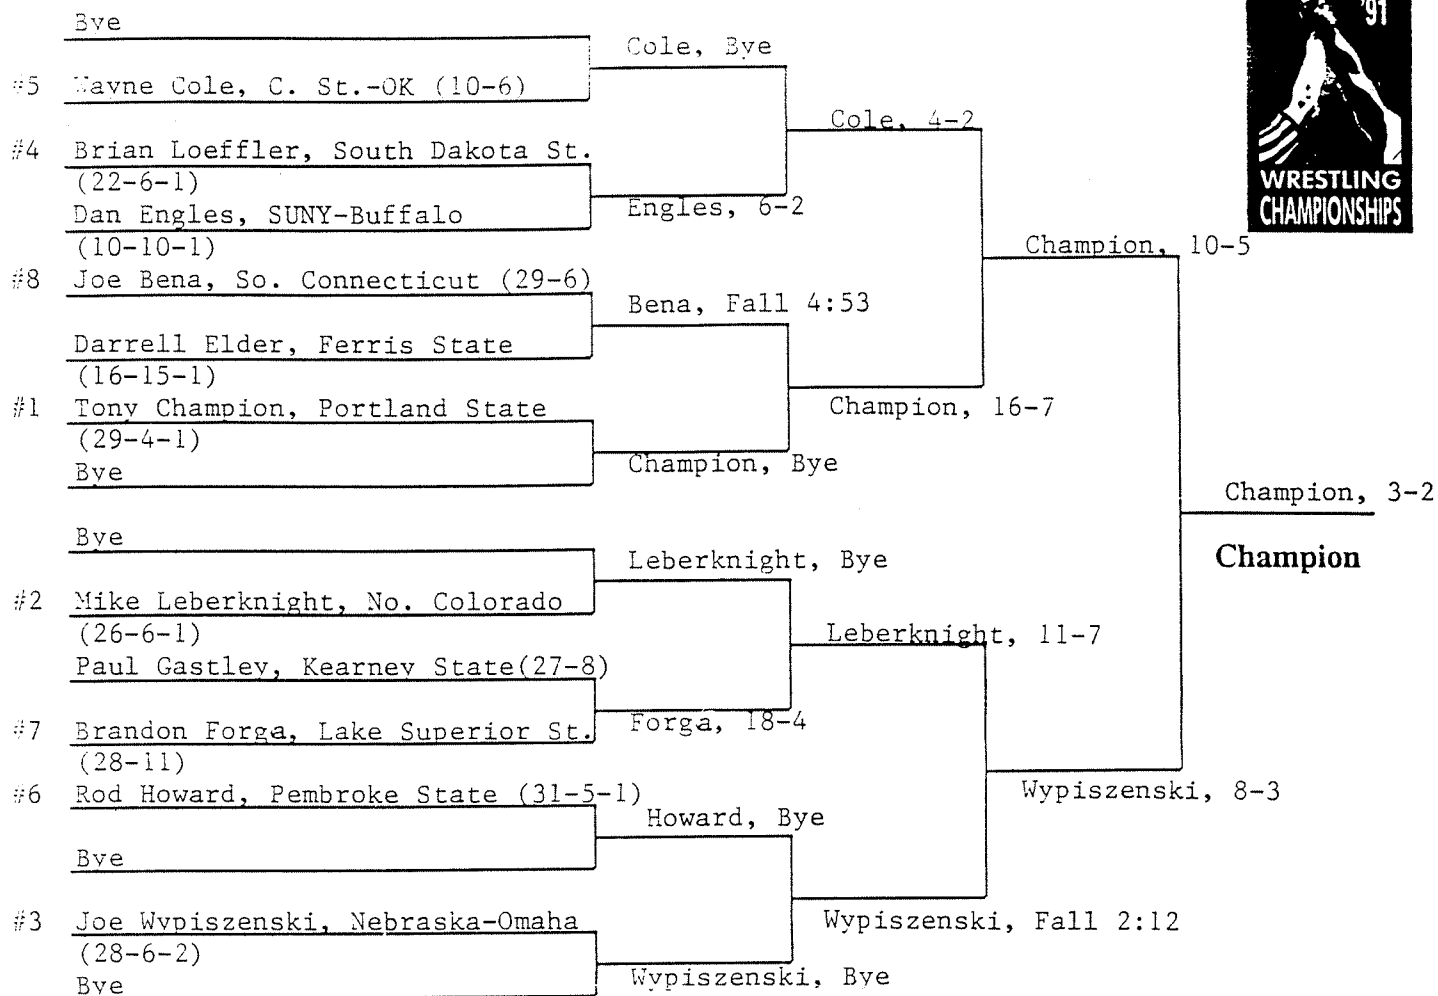 '91
WRESTLING
CHAMPIONSHIPS
Bye
#5 Wayne Cole, C. St.-OK (10-6)
#4 Brian Loeffler, South Dakota St.
(22-6-1)
Dan Engles, SUNY-Buffalo
(10-10-1)
#8 Joe Bena, So. Connecticut (29-6)
Darrell Elder, Ferris State
(16-15-1)
#1 Tony Champion, Portland State
(29-4-1)
Bye
Bye
#2 Mike Leberknight, No. Colorado
(26-6-1)
Paul Gastley, Kearney State(27-8)
#7 Brandon Forga, Lake Superior St.
(28-11)
#6 Rod Howard, Pembroke State (31-5-1)
Bye
#3 Joe Wypiszenski, Nebraska-Omaha
(28-6-2)
Bye
Cole, Bye
Engles, 6-2
Bena, Fall 4:53
Champion, Bye
Leberknight, Bye
Forga, 18-4
Howard, Bye
Wypiszenski, Bye
Cole, 4-2
Champion, 16-7
Leberknight, 11-7
Wypiszenski, Fall 2:12
Champion, 10-5
Wypiszenski, 8-3
Champion, 3-2
Champion